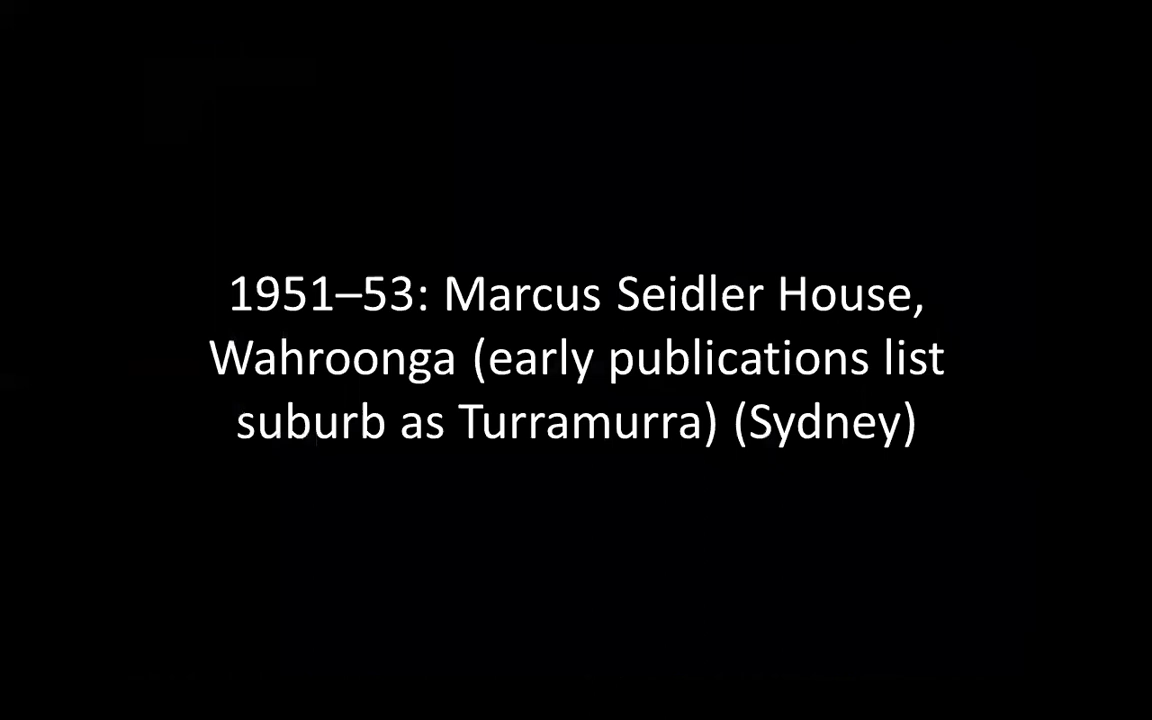 1951–53: Marcus Seidler House,
Wahroonga (early publications list
suburb as Turramurra) (Sydney)